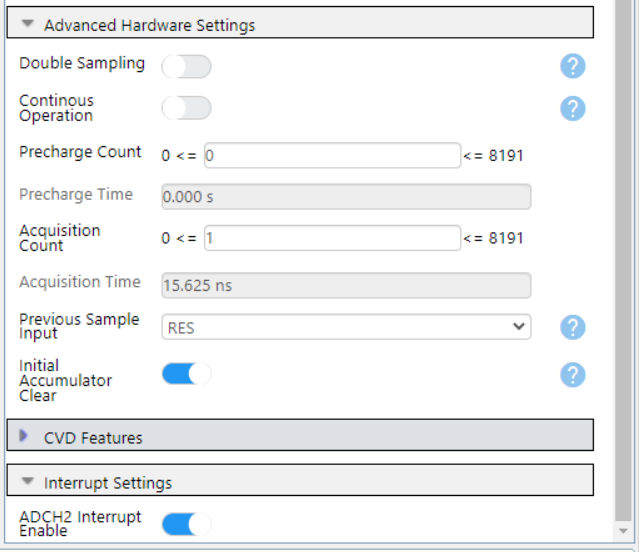 Advanced Hardware Settings
Double Sampling
?
Continous
Operation
?
Precharge Count 0 <= 0 <= 8191
Precharge Time 0.000 s
Acquisition
Count
0 <= 1 <= 8191
Acquisition Time 15.625 ns
Previous Sample
Input
RES
?
Initial
Accumulator
Clear
?
CVD Features
Interrupt Settings
ADCH2 Interrupt
Enable